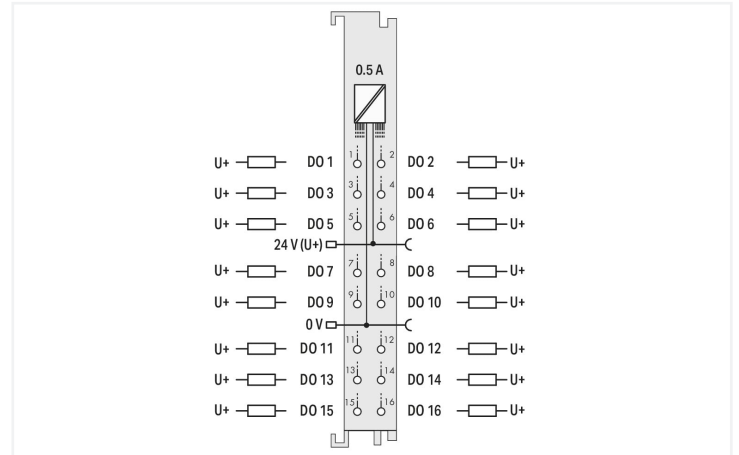 0.5 A
U+ DO 1 1 2 DO 2 U+
U+ DO 3 3 4 DO 4 U+
U+ DO 5 5 6 DO 6 U+
24 V (U+)
U+ DO 7 7 8 DO 8 U+
U+ DO 9 9 10 DO 10 U+
0 V
U+ DO 11 11 12 DO 12 U+
U+ DO 13 13 14 DO 14 U+
U+ DO 15 15 16 DO 16 U+